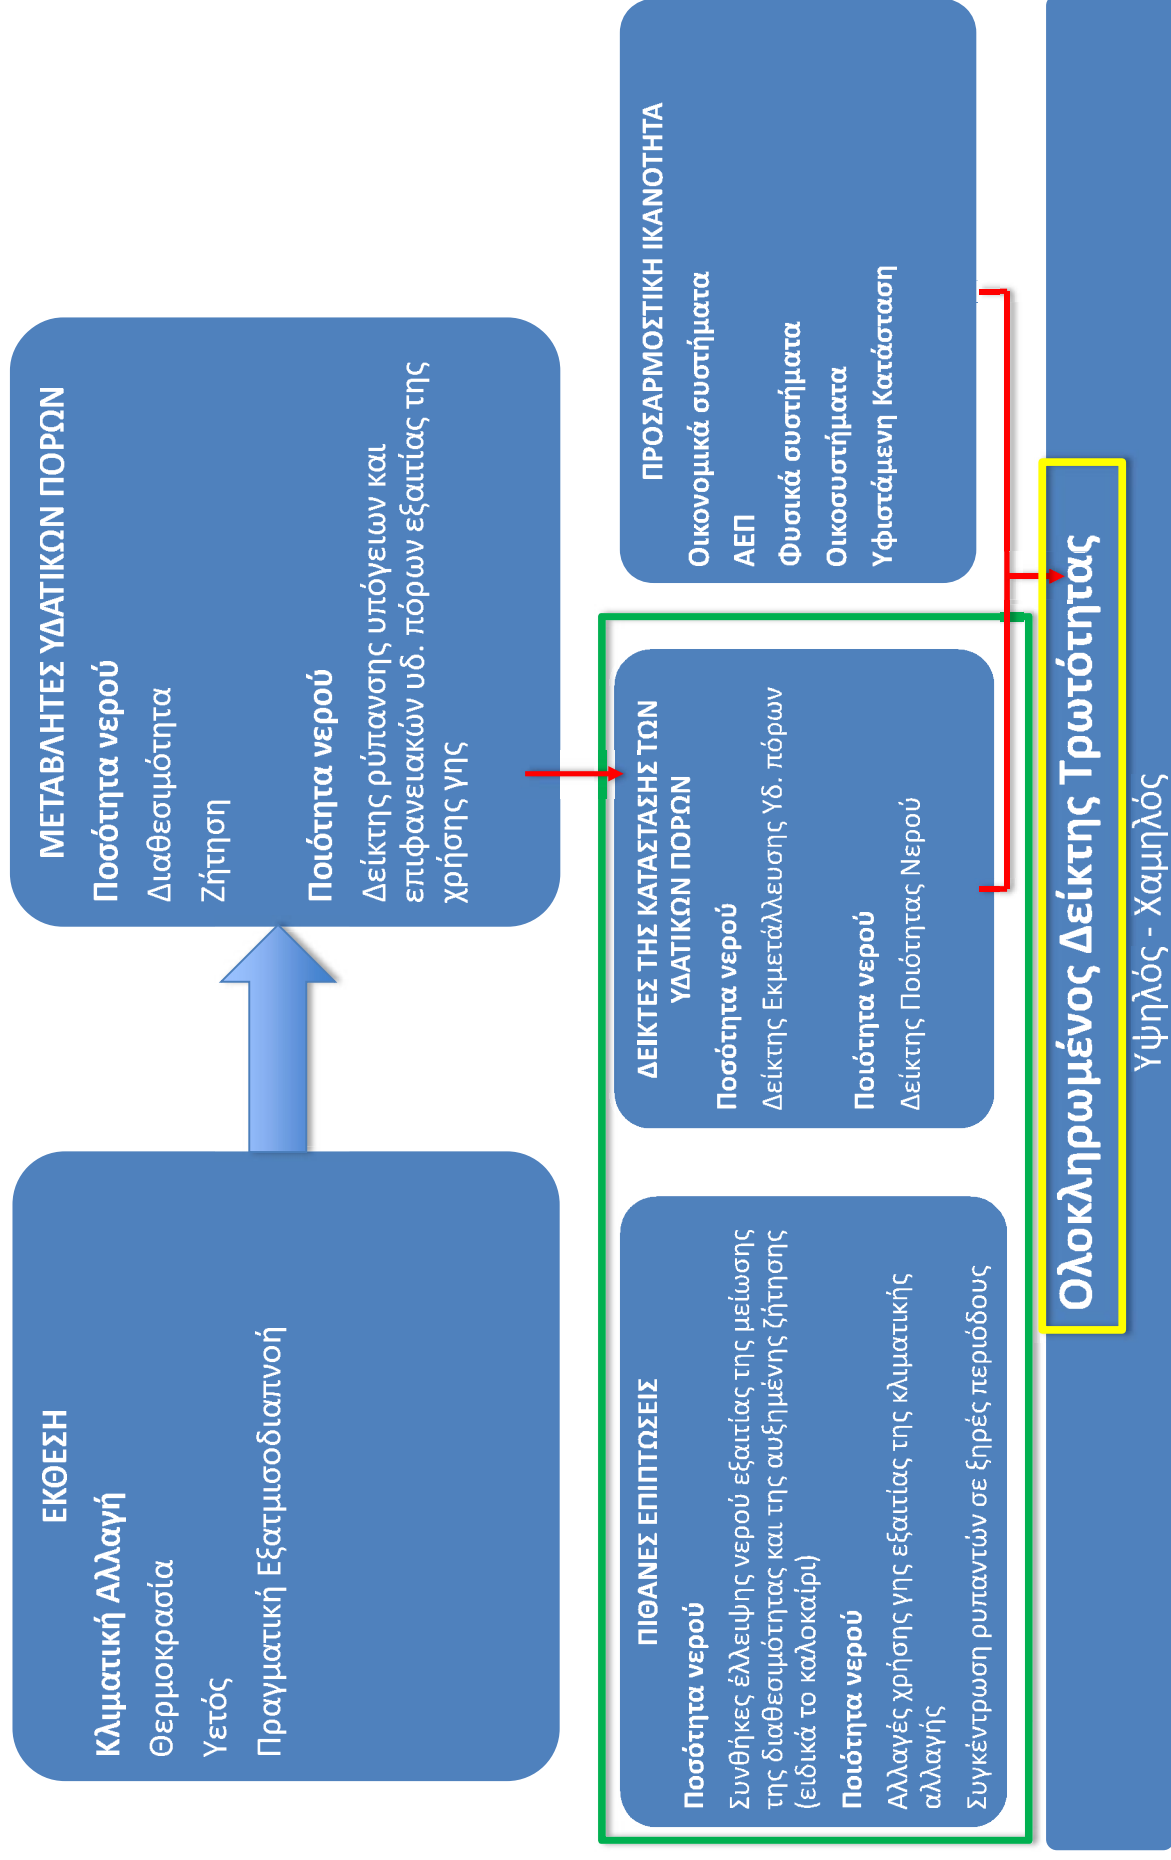 ΕΚΘΕΣΗ
Κλιματική Αλλαγή
Θερμοκρασία
Υετός
Πραγματική Εξατμισοδιαπνοή
ΜΕΤΑΒΛΗΤΕΣ ΥΔΑΤΙΚΩΝ ΠΟΡΩΝ
Ποσότητα νερού
Διαθεσιμότητα
Ζήτηση
Ποιότητα νερού
Δείκτης ρύπανσης υπόγειων και
επιφανειακών υδ. πόρων εξαιτίας της
χρήσης γης
ΠΙΘΑΝΕΣ ΕΠΙΠΤΩΣΕΙΣ
Ποσότητα νερού
Συνθήκες έλλειψης νερού εξαιτίας της μείωσης
της διαθεσιμότητας και της αυξημένης ζήτησης
(ειδικά το καλοκαίρι)
Ποιότητα νερού
Αλλαγές χρήσης γης εξαιτίας της κλιματικής
αλλαγής
Συγκέντρωση ρυπαντών σε ξηρές περιόδους
ΔΕΙΚΤΕΣ ΤΗΣ ΚΑΤΑΣΤΑΣΗΣ ΤΩΝ
ΥΔΑΤΙΚΩΝ ΠΟΡΩΝ
Ποσότητα νερού
Δείκτης Εκμετάλλευσης Υδ. πόρων
Ποιότητα νερού
Δείκτης Ποιότητας Νερού
ΠΡΟΣΑΡΜΟΣΤΙΚΗ ΙΚΑΝΟΤΗΤΑ
Οικονομικά συστήματα
ΑΕΠ
Φυσικά συστήματα
Οικοσυστήματα
Υφιστάμενη Κατάσταση
Ολοκληρωμένος Δείκτης Τρωτότητας
Υψηλός - Χαμηλός